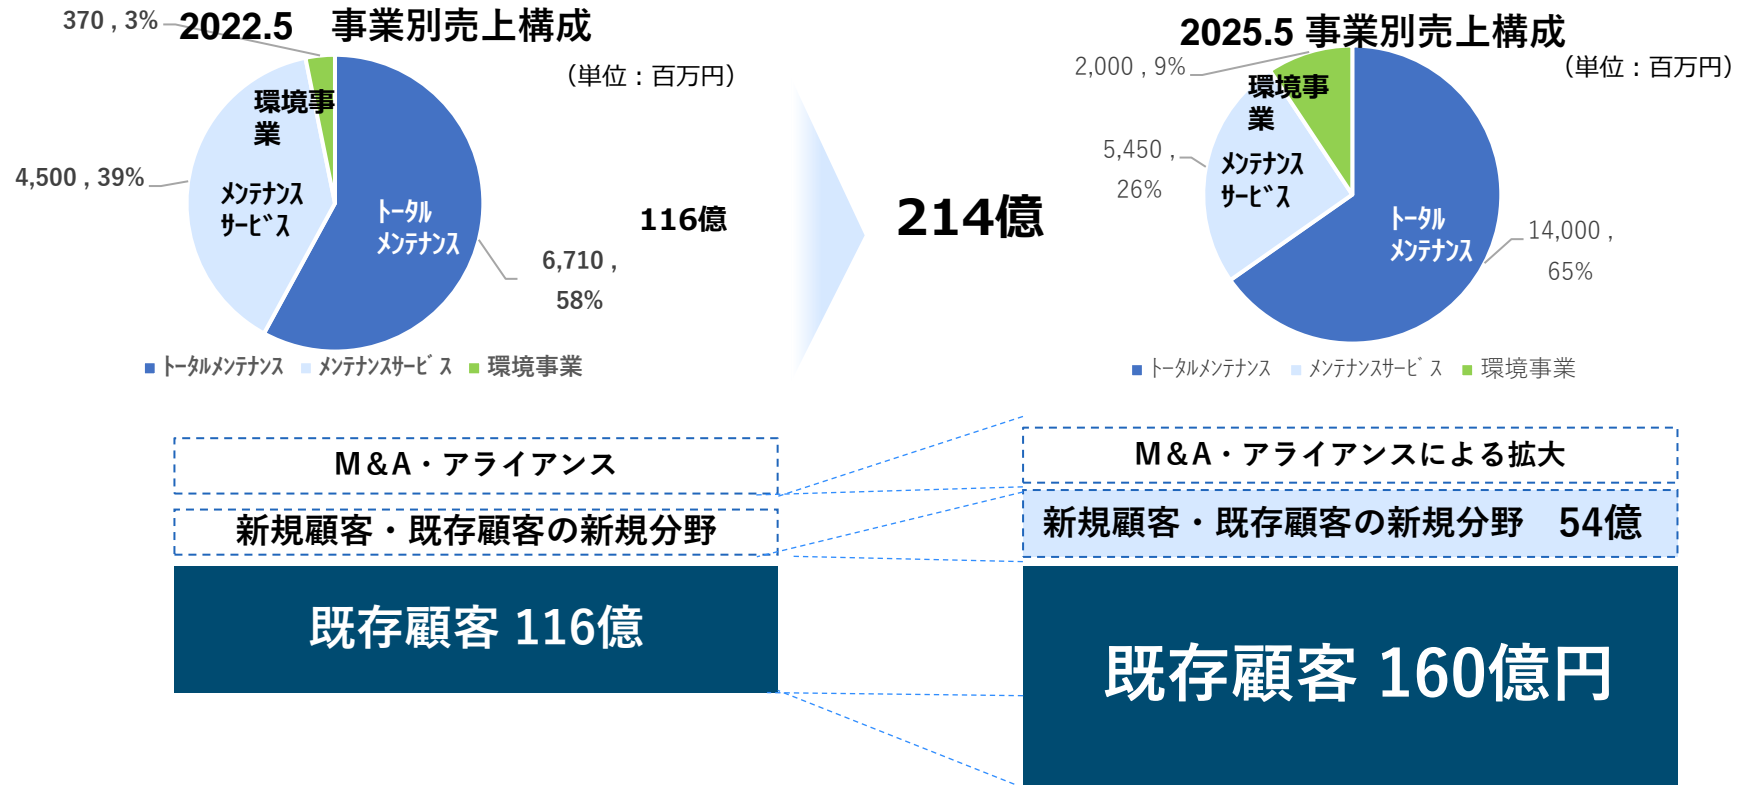 2022.5　事業別売上構成
（単位：百万円）
370 , 3%
環境事
業
4,500 , 39%
ﾒﾝﾃﾅﾝｽ
ｻｰﾋﾞｽ
ﾄｰﾀﾙ
ﾒﾝﾃﾅﾝｽ
6,710 ,
58%
ﾄｰﾀﾙﾒﾝﾃﾅﾝｽ ﾒﾝﾃﾅﾝｽｻｰﾋﾞｽ 環境事業
116億
214億
2025.5 事業別売上構成
（単位：百万円）
2,000 , 9%
環境事
業
5,450 ,
26%
ﾒﾝﾃﾅﾝｽ
ｻｰﾋﾞｽ
ﾄｰﾀﾙ
ﾒﾝﾃﾅﾝｽ
14,000 ,
65%
ﾄｰﾀﾙﾒﾝﾃﾅﾝｽ ﾒﾝﾃﾅﾝｽｻｰﾋﾞｽ 環境事業
M＆A・アライアンス
新規顧客・既存顧客の新規分野
既存顧客 116億
M＆A・アライアンスによる拡大
新規顧客・既存顧客の新規分野　54億
既存顧客 160億円